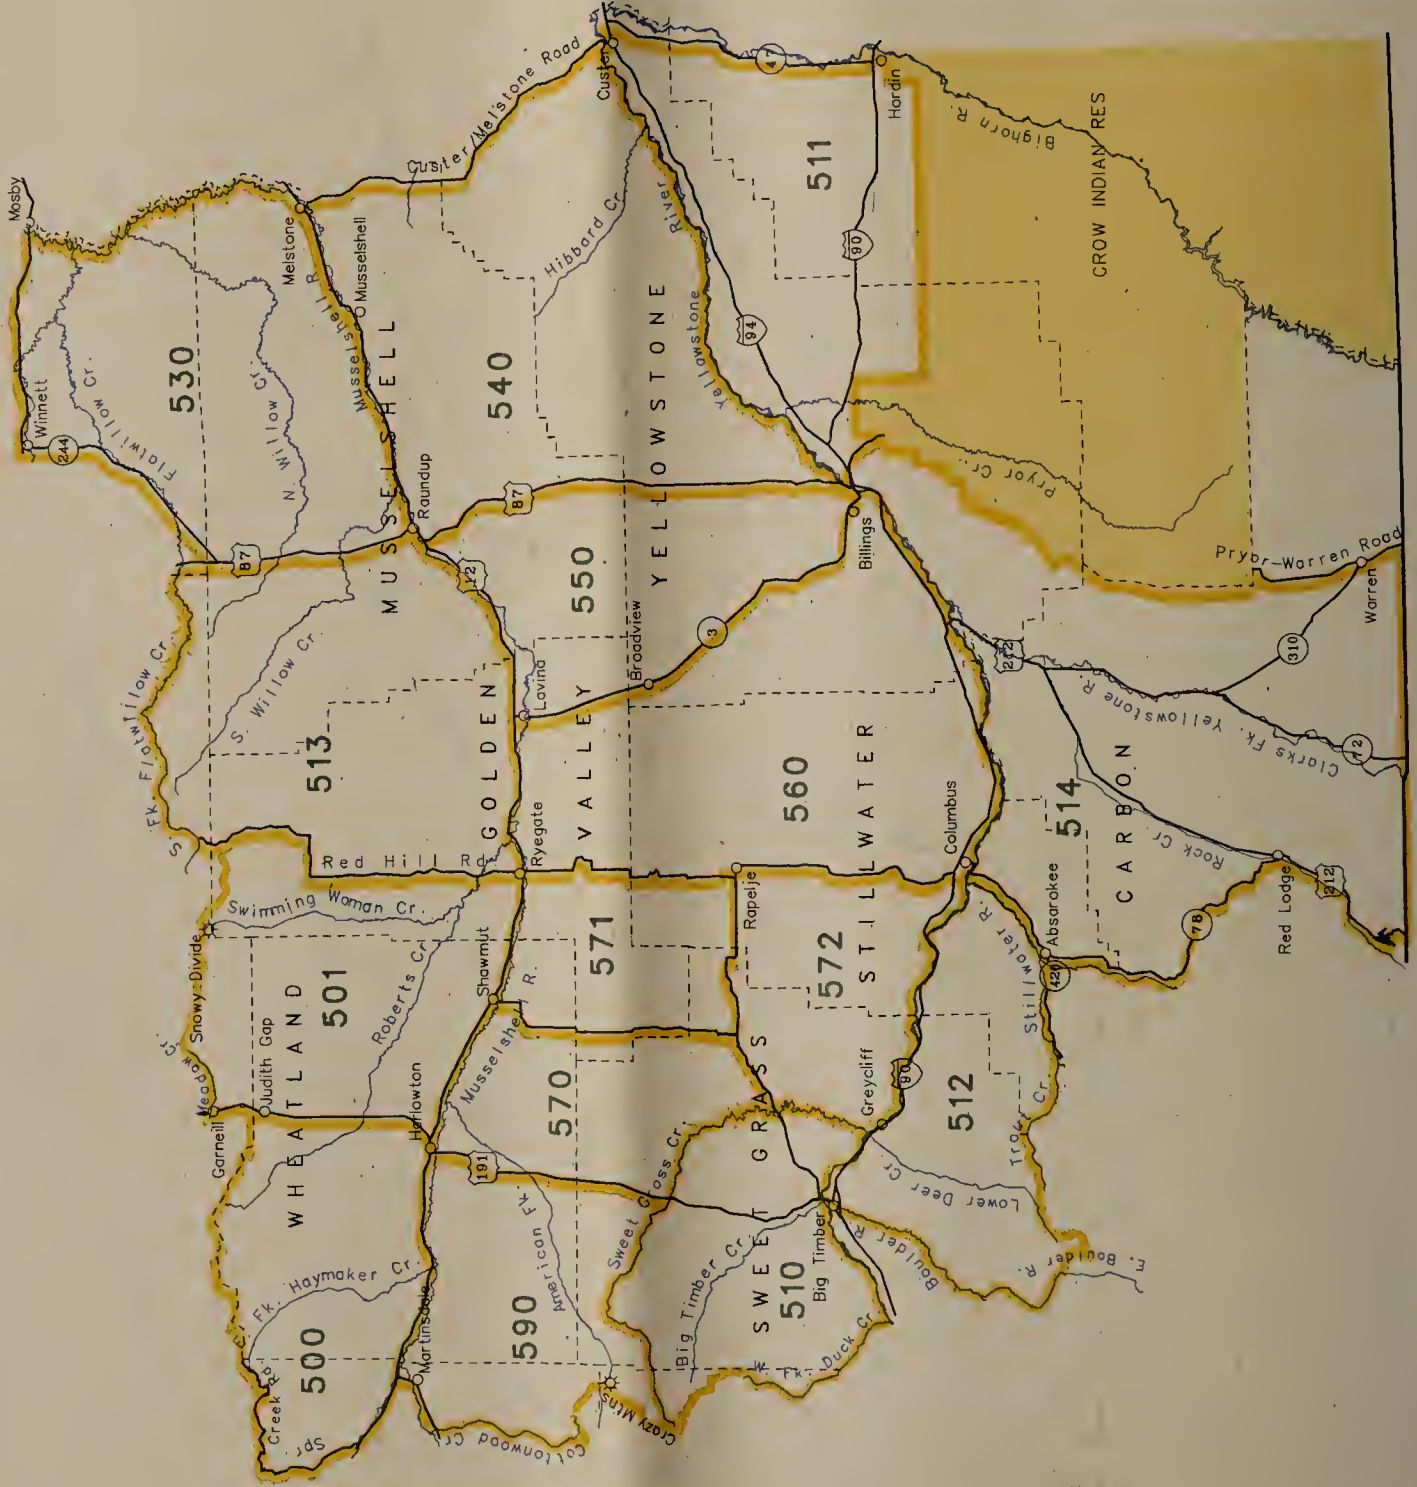 Mosby
Winnett
244
Flatwillow Cr.
530
N. Willow Cr.
Melstone
Musselshell
Musselshell R.
Custer/Melstone Road
Custer
47
Hardin
511
Bighorn R.
CROW INDIAN RES
90
94
Yellowstone River
Hibbard Cr.
540
YELLOWSTONE
MUSSELSHELL
Roundup
87
87
12
550
Billings
Pryor Cr.
Pryor-Warren Road
Warren
310
72
Clarks Fk. Yellowstone R.
212
Broadview
3
Lavina
GOLDEN
VALLEY
S. Willow Cr.
S. Fk. Flatwillow Cr.
513
Red Hill Rd.
Ryegate
560
STILLWATER
Columbus
514
CARBON
Rock Cr.
Red Lodge
212
78
Absarokee
420
Stillwater R.
Rapelje
571
572
Swimming Woman Cr.
Snowy Divide
Meadow Cr.
Judith Gap
Garneill
501
WHEATLAND
Roberts Cr.
Shawmut
Musselshell R.
Harlowton
570
191
American Fk.
Sweet Grass Cr.
SWEET GRASS
Greycliff
90
512
Trout Cr.
Lower Deer Cr.
Boulder R.
E. Boulder R.
Big Timber
Big Timber Cr.
510
Duck Cr.
Crazy Mtns
590
Martinsdale
Haymaker Cr.
Fk.
500
Creek Rd
Spr.
Cottonwood Cr.